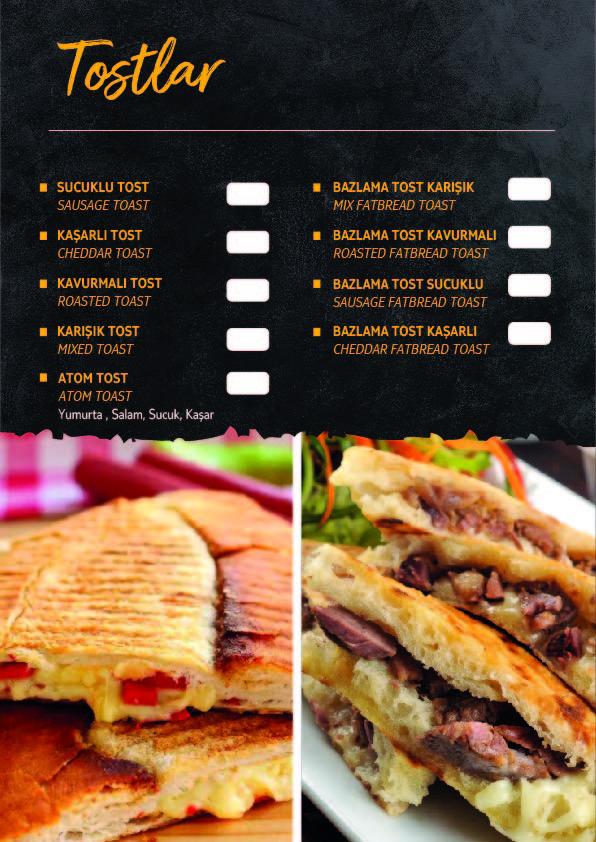 Tostlar
SUCUKLU TOST
SAUSAGE TOAST
KAŞARLI TOST
CHEDDAR TOAST
KAVURMALI TOST
ROASTED TOAST
KARIŞIK TOST
MIXED TOAST
ATOM TOST
ATOM TOAST
Yumurta , Salam, Sucuk, Kaşar
BAZLAMA TOST KARIŞIK
MIX FATBREAD TOAST
BAZLAMA TOST KAVURMALI
ROASTED FATBREAD TOAST
BAZLAMA TOST SUCUKLU
SAUSAGE FATBREAD TOAST
BAZLAMA TOST KAŞARLI
CHEDDAR FATBREAD TOAST